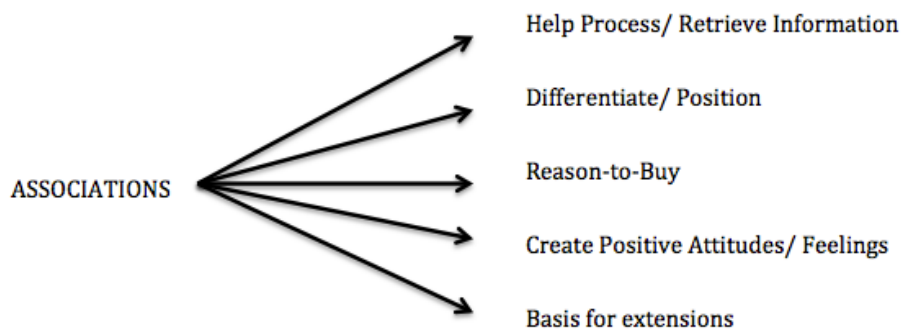 Help Process/ Retrieve Information
Differentiate/ Position
ASSOCIATIONS
Reason-to-Buy
Create Positive Attitudes/ Feelings
Basis for extensions